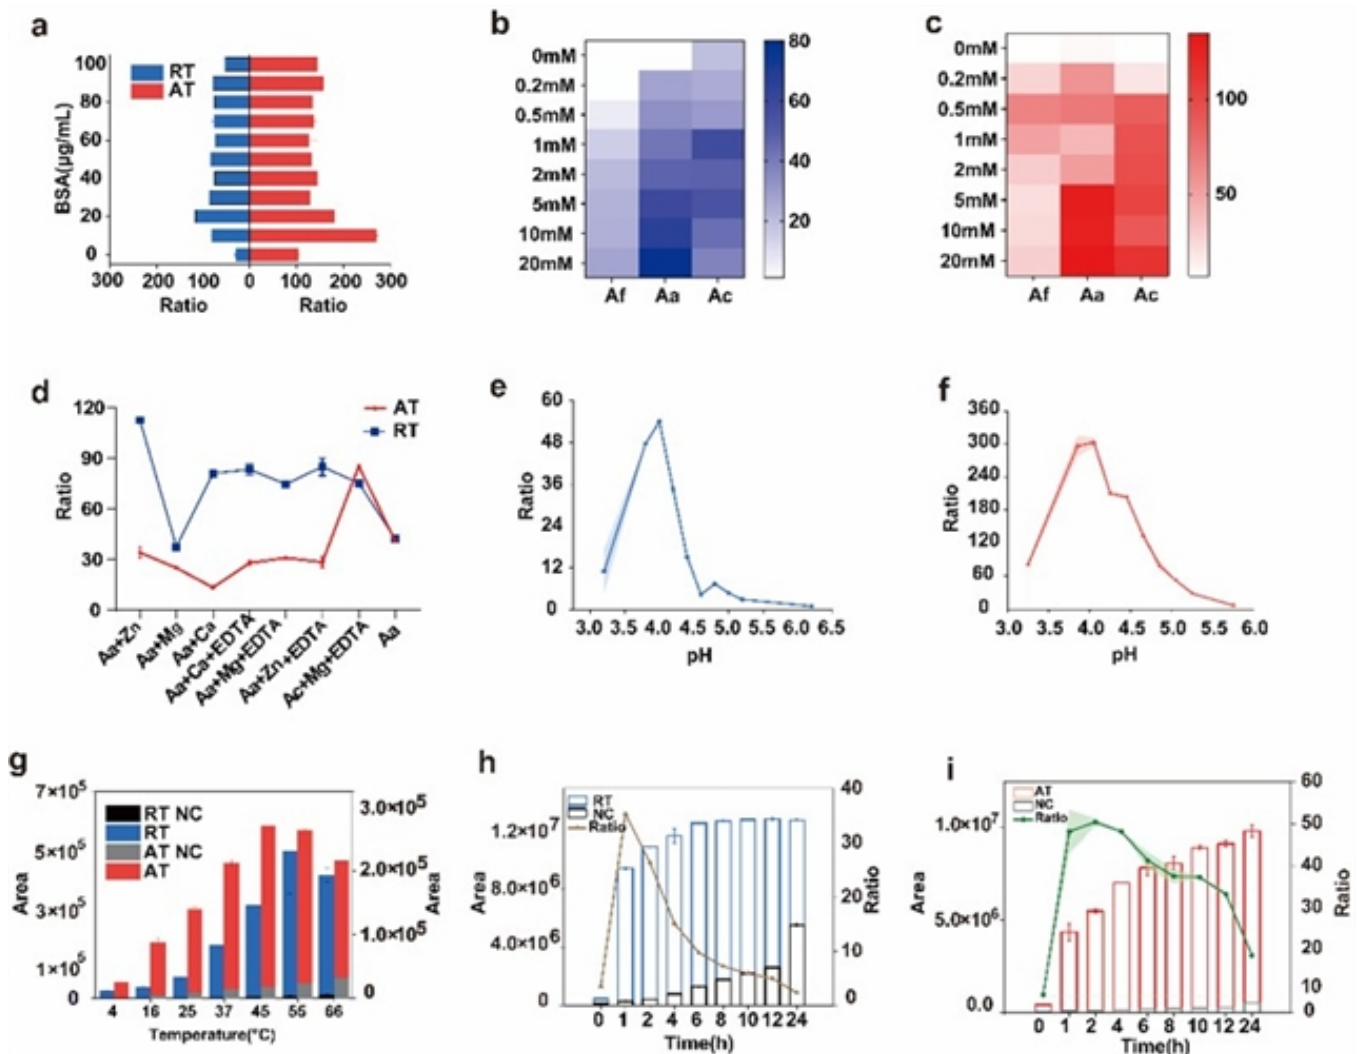 a
BSA(µg/mL)
100
80
60
40
20
0
RT
AT
300 200 100 0 100 200 300
Ratio Ratio
b
0mM
0.2mM
0.5mM
1mM
2mM
5mM
10mM
20mM
Af Aa Ac
80
60
40
20
c
0mM
0.2mM
0.5mM
1mM
2mM
5mM
10mM
20mM
Af Aa Ac
100
50
d
Ratio
120
90
60
30
0
AT
RT
Aa+Zn
Aa+Mg
Aa+Ca
Aa+Ca+EDTA
Aa+Mg+EDTA
Aa+Zn+EDTA
Ac+Mg+EDTA
Aa
e
Ratio
60
48
36
24
12
0
3.0 3.5 4.0 4.5 5.0 5.5 6.0 6.5
pH
f
Ratio
360
300
240
180
120
60
0
3.0 3.5 4.0 4.5 5.0 5.5 6.0
pH
g
Area
7×10⁵
5×10⁵
3×10⁵
1×10⁵
0
RT NC
RT
AT NC
AT
3.0×10⁵
2.0×10⁵
1.0×10⁵
0
Area
4 16 25 37 45 55 66
Temperature(°C)
h
Area
1.2×10⁷
8.0×10⁶
4.0×10⁶
0
RT
NC
Ratio
40
30
20
10
0
Ratio
0 1 2 4 6 8 10 12 24
Time(h)
i
Area
1.0×10⁷
5.0×10⁶
0.0
AT
NC
Ratio
60
50
40
30
20
10
0
Ratio
0 1 2 4 6 8 10 12 24
Time(h)